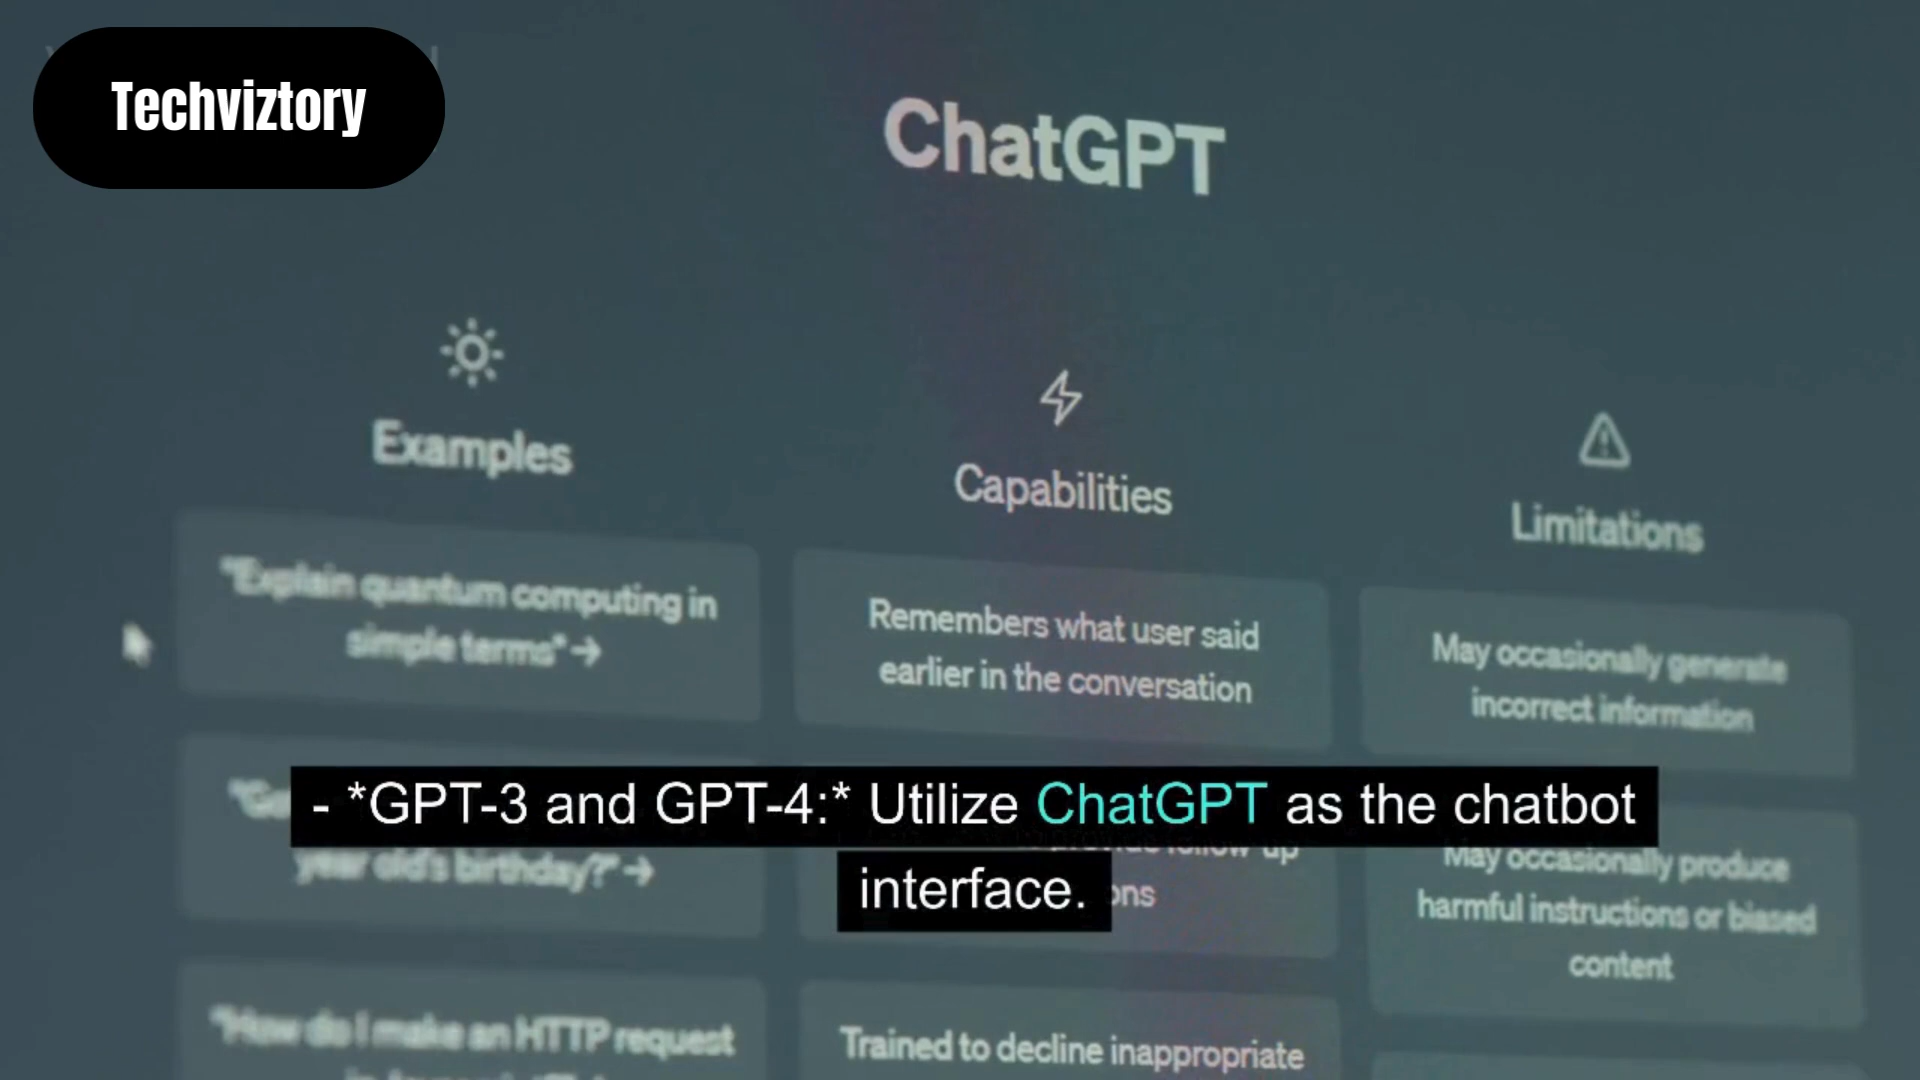 Techviztory
ChatGPT
Examples
Capabilities
Limitations
"Explain quantum computing in
simple terms" →
Remembers what user said
earlier in the conversation
May occasionally generate
incorrect information
- *GPT-3 and GPT-4:* Utilize ChatGPT as the chatbot
interface.
year old's birthday?" →
May occasionally produce
harmful instructions or biased
content
"How do I make an HTTP request
Trained to decline inappropriate